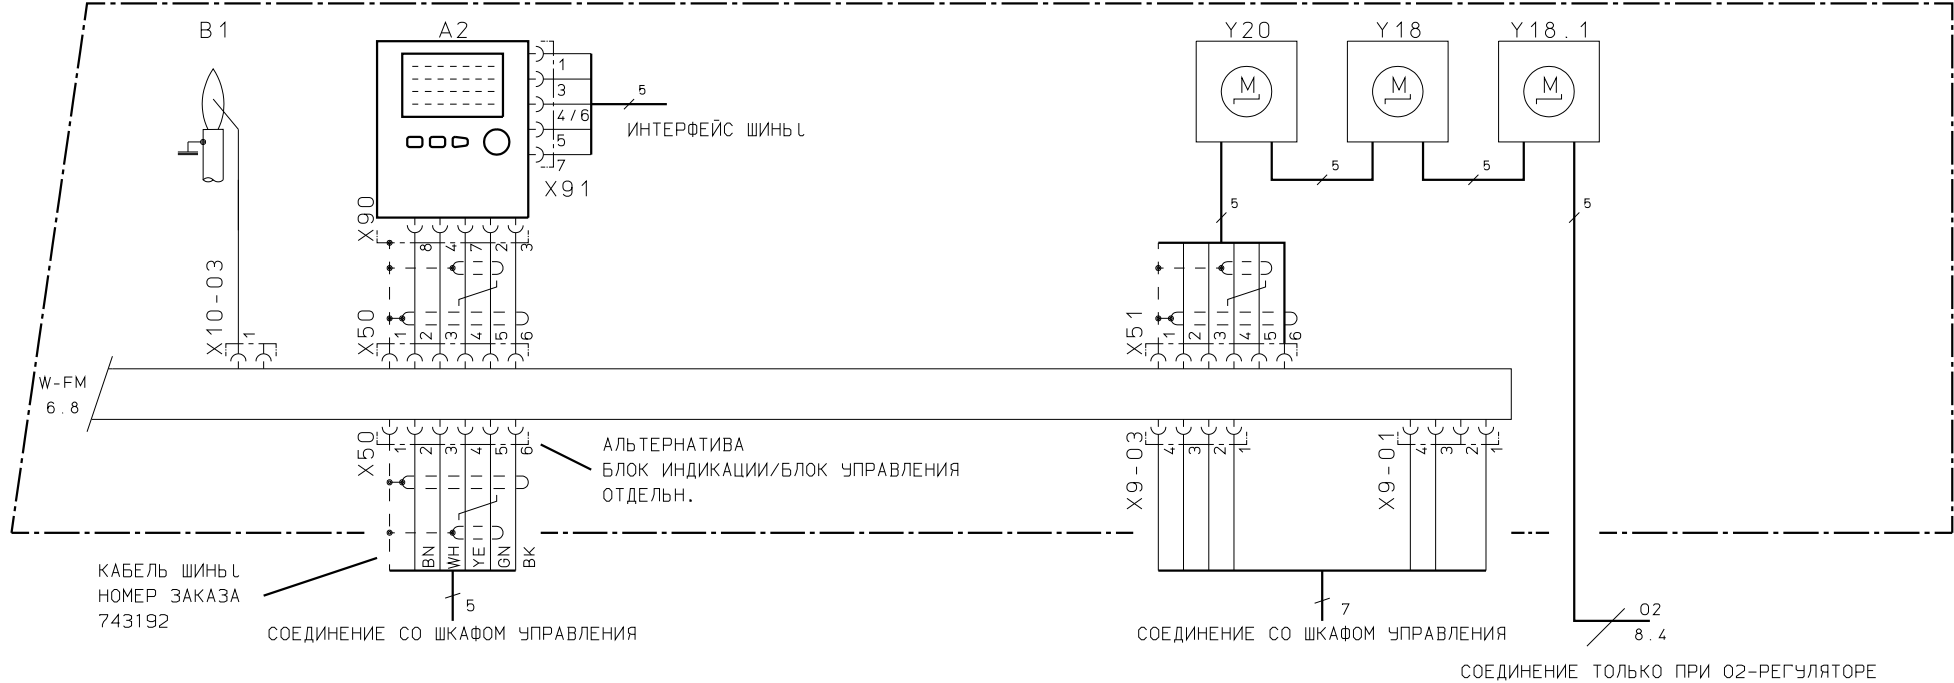 B1
A2
Y20
Y18
Y18.1
M
M
M
1
3
4/6
5
7
5
ИНТЕРФЕЙС ШИНЫ
X91
5
5
5
5
X90
8
4
7
2
3
X10-03
1
X50
1
2
3
4
5
6
X51
1
2
3
4
5
6
W-FM
6.8
X50
1
2
3
4
5
6
АЛЬТЕРНАТИВА
БЛОК ИНДИКАЦИИ/БЛОК УПРАВЛЕНИЯ
ОТДЕЛЬН.
X9-03
4
3
2
1
X9-01
4
3
2
1
BN
WH
YE
GN
BK
КАБЕЛЬ ШИНЫ
НОМЕР ЗАКАЗА
743192
5
СОЕДИНЕНИЕ СО ШКАФОМ УПРАВЛЕНИЯ
7
СОЕДИНЕНИЕ СО ШКАФОМ УПРАВЛЕНИЯ
O2
8.4
СОЕДИНЕНИЕ ТОЛЬКО ПРИ O2-РЕГУЛЯТОРЕ